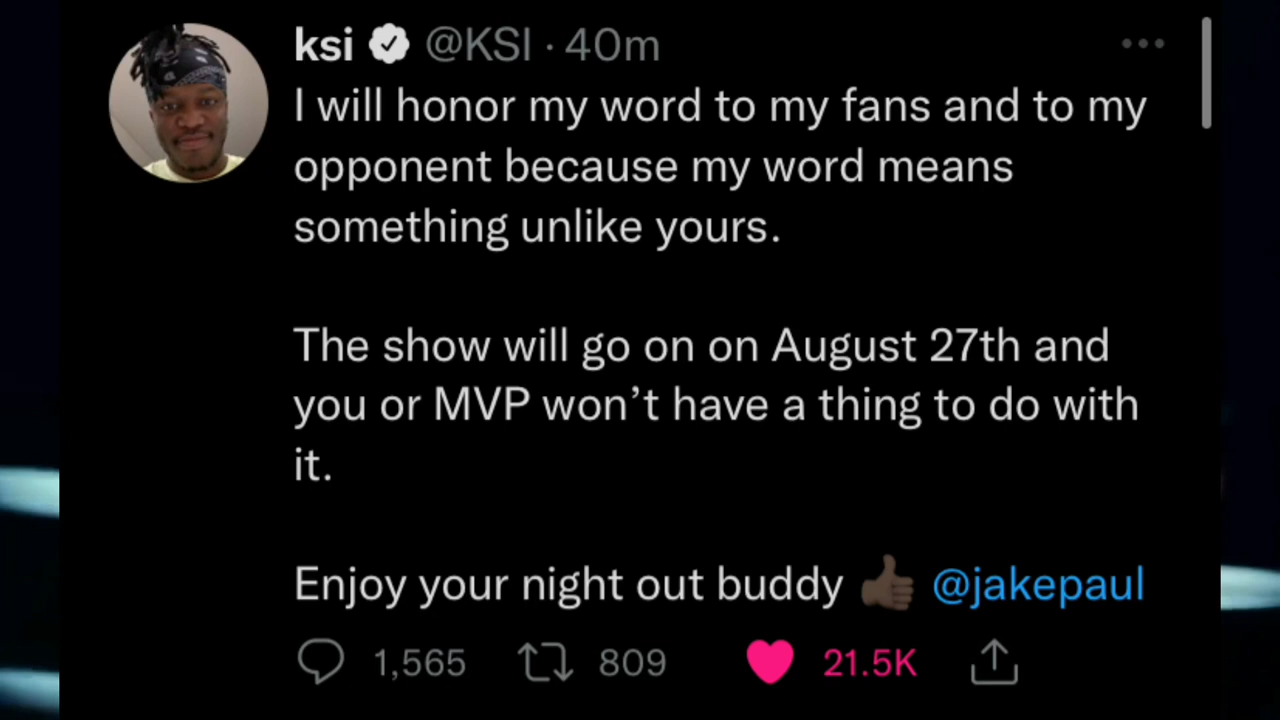 ksi @KSI · 40m
I will honor my word to my fans and to my
opponent because my word means
something unlike yours.
The show will go on on August 27th and
you or MVP won’t have a thing to do with
it.
Enjoy your night out buddy 👍🏿 @jakepaul
1,565 809 21.5K